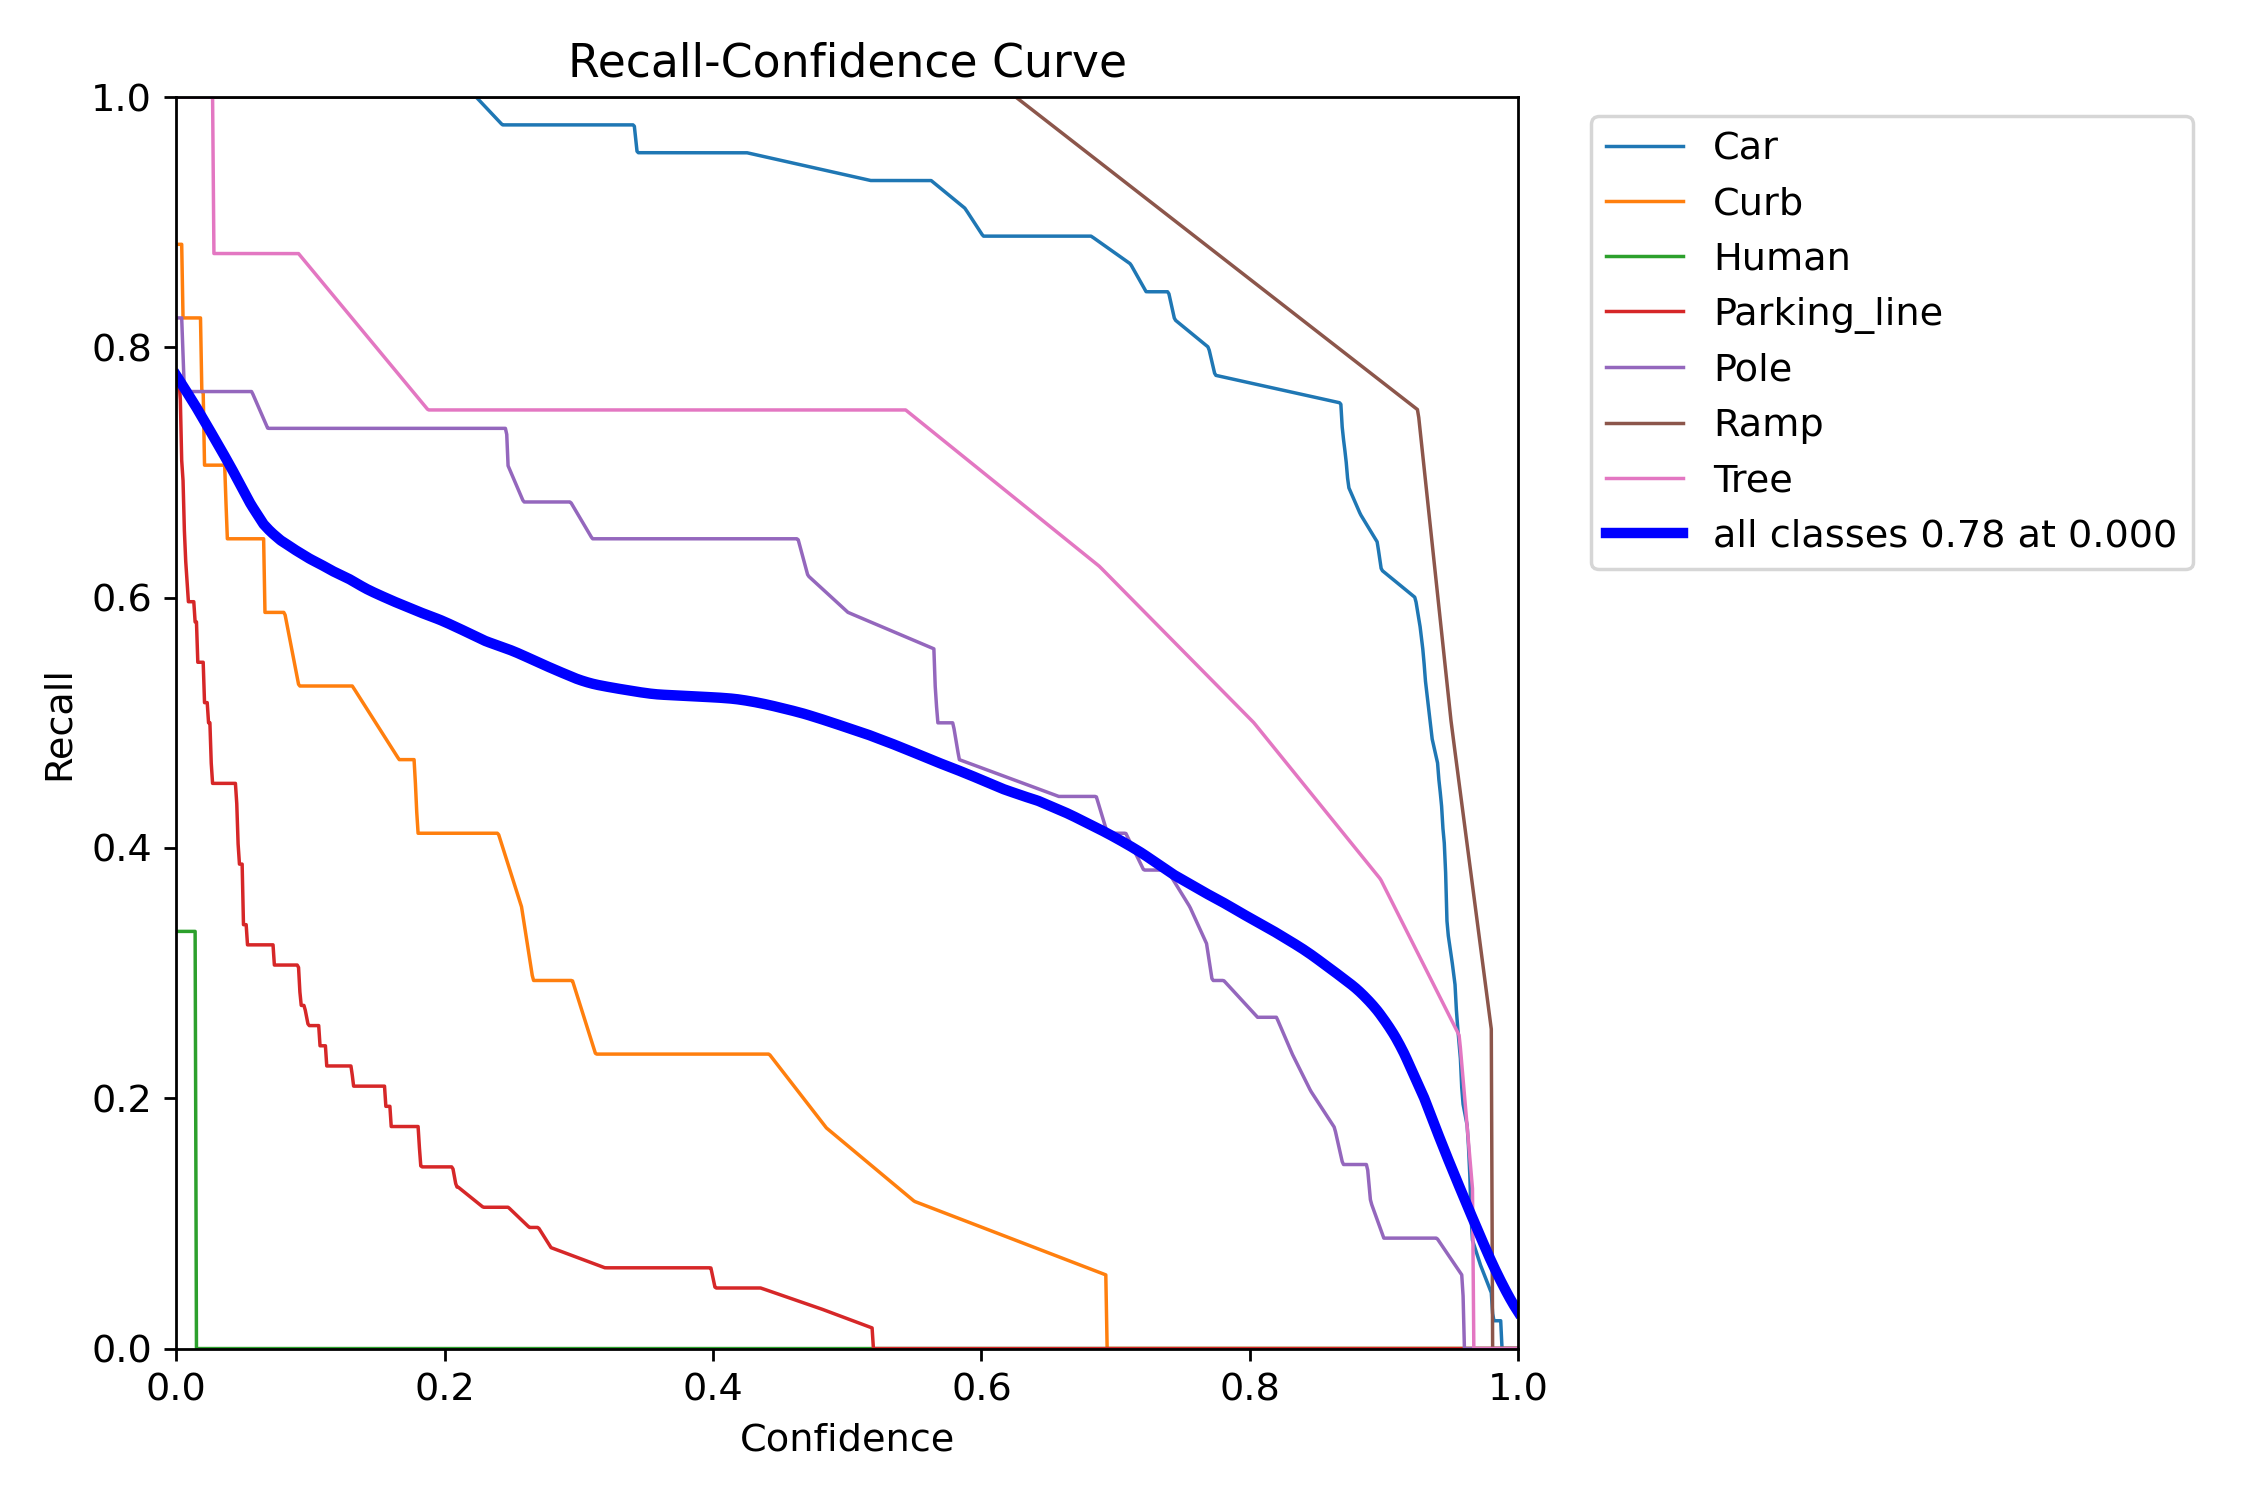 Recall-Confidence Curve
1.0
0.8
0.6
0.4
0.2
0.0
Recall
0.0 0.2 0.4 0.6 0.8 1.0
Confidence
Car
Curb
Human
Parking_line
Pole
Ramp
Tree
all classes 0.78 at 0.000